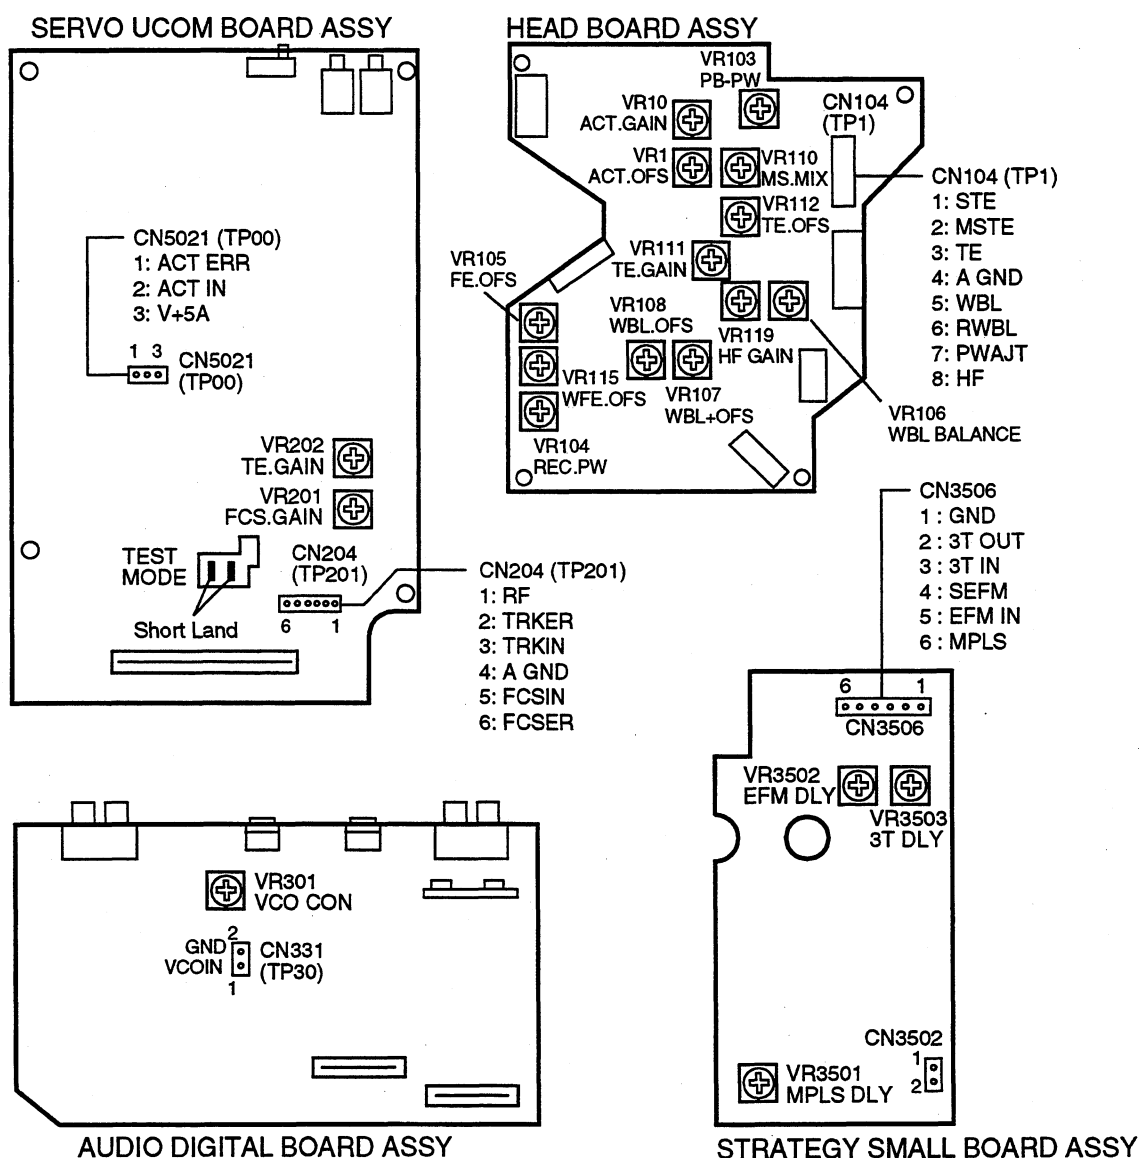 SERVO UCOM BOARD ASSY
CN5021 (TP00)
1: ACT ERR
2: ACT IN
3: V+5A
1 3
CN5021
(TP00)
VR202
TE.GAIN
VR201
FCS.GAIN
TEST
MODE
CN204
(TP201)
Short Land
6 1
CN204 (TP201)
1: RF
2: TRKER
3: TRKIN
4: A GND
5: FCSIN
6: FCSER
HEAD BOARD ASSY
VR103
PB-PW
VR10
ACT.GAIN
CN104
(TP1)
VR1
ACT.OFS
VR110
MS.MIX
VR112
TE.OFS
VR111
TE.GAIN
VR105
FE.OFS
VR108
WBL.OFS
VR119
HF GAIN
VR115
WFE.OFS
VR107
WBL+OFS
VR104
REC.PW
VR106
WBL BALANCE
CN104 (TP1)
1: STE
2: MSTE
3: TE
4: A GND
5: WBL
6: RWBL
7: PWAJT
8: HF
CN3506
1 : GND
2 : 3T OUT
3 : 3T IN
4 : SEFM
5 : EFM IN
6 : MPLS
6 1
CN3506
VR3502
EFM DLY
VR3503
3T DLY
CN3502
1
2
VR3501
MPLS DLY
STRATEGY SMALL BOARD ASSY
VR301
VCO CON
2
GND
VCOIN
1
CN331
(TP30)
AUDIO DIGITAL BOARD ASSY